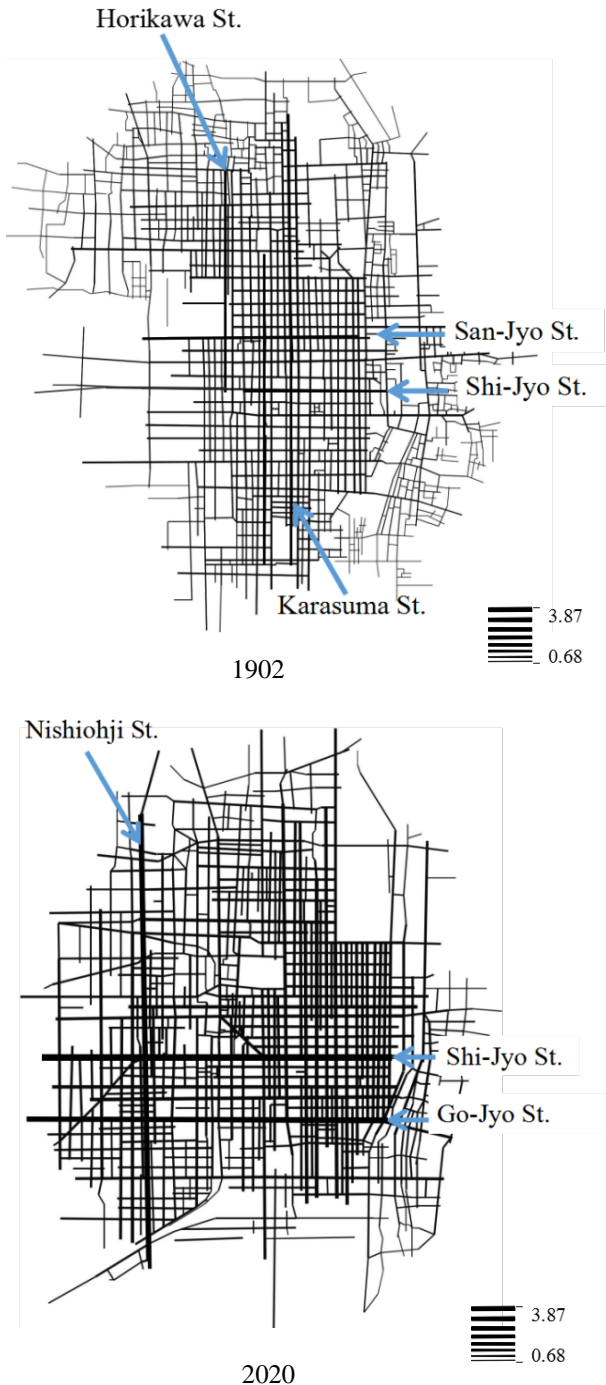 Horikawa St.
San-Jyo St.
Shi-Jyo St.
Karasuma St.
3.87
0.68
1902
Nishiohji St.
Shi-Jyo St.
Go-Jyo St.
3.87
0.68
2020